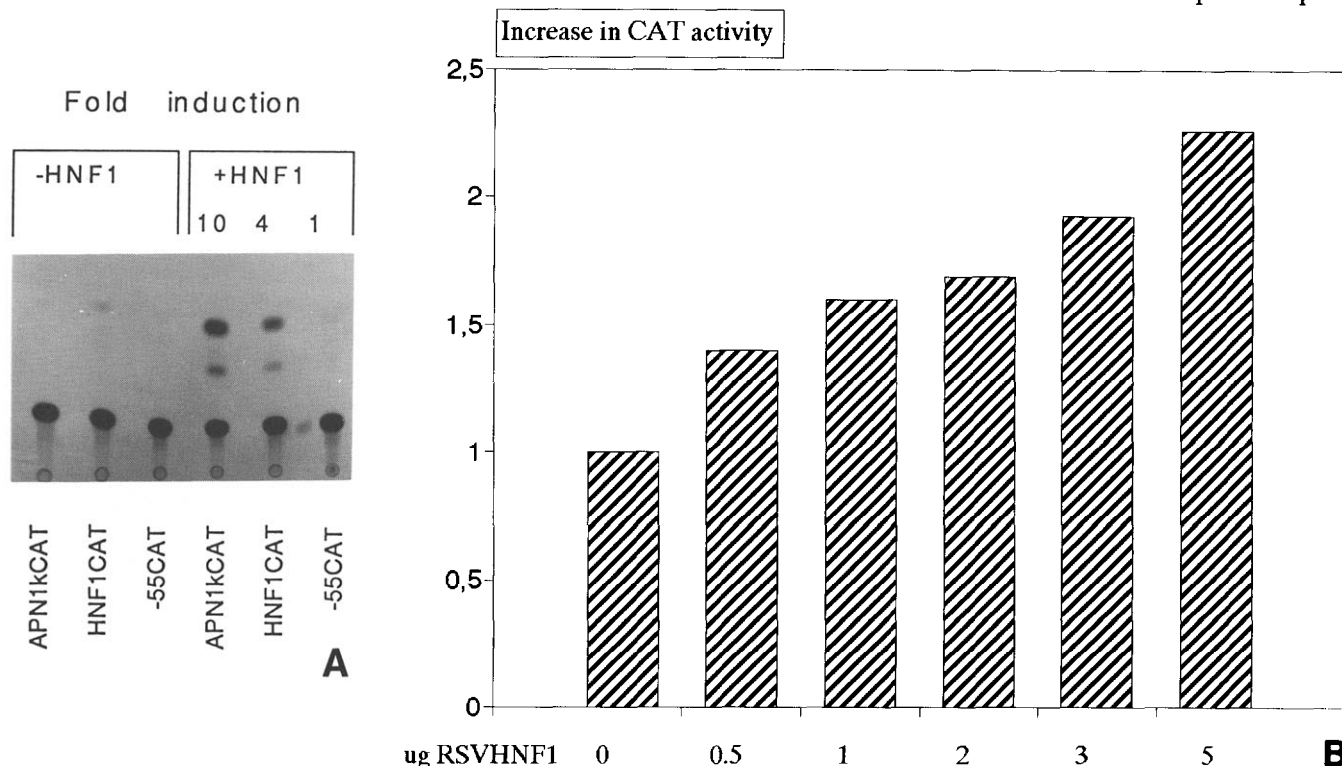 Fold induction
-HNF1 +HNF1
10 4 1
APN1kCAT
HNF1CAT
-55CAT
APN1kCAT
HNF1CAT
-55CAT
A
Increase in CAT activity
2,5
2
1,5
1
0,5
0
ug RSVHNF1 0 0.5 1 2 3 5
B